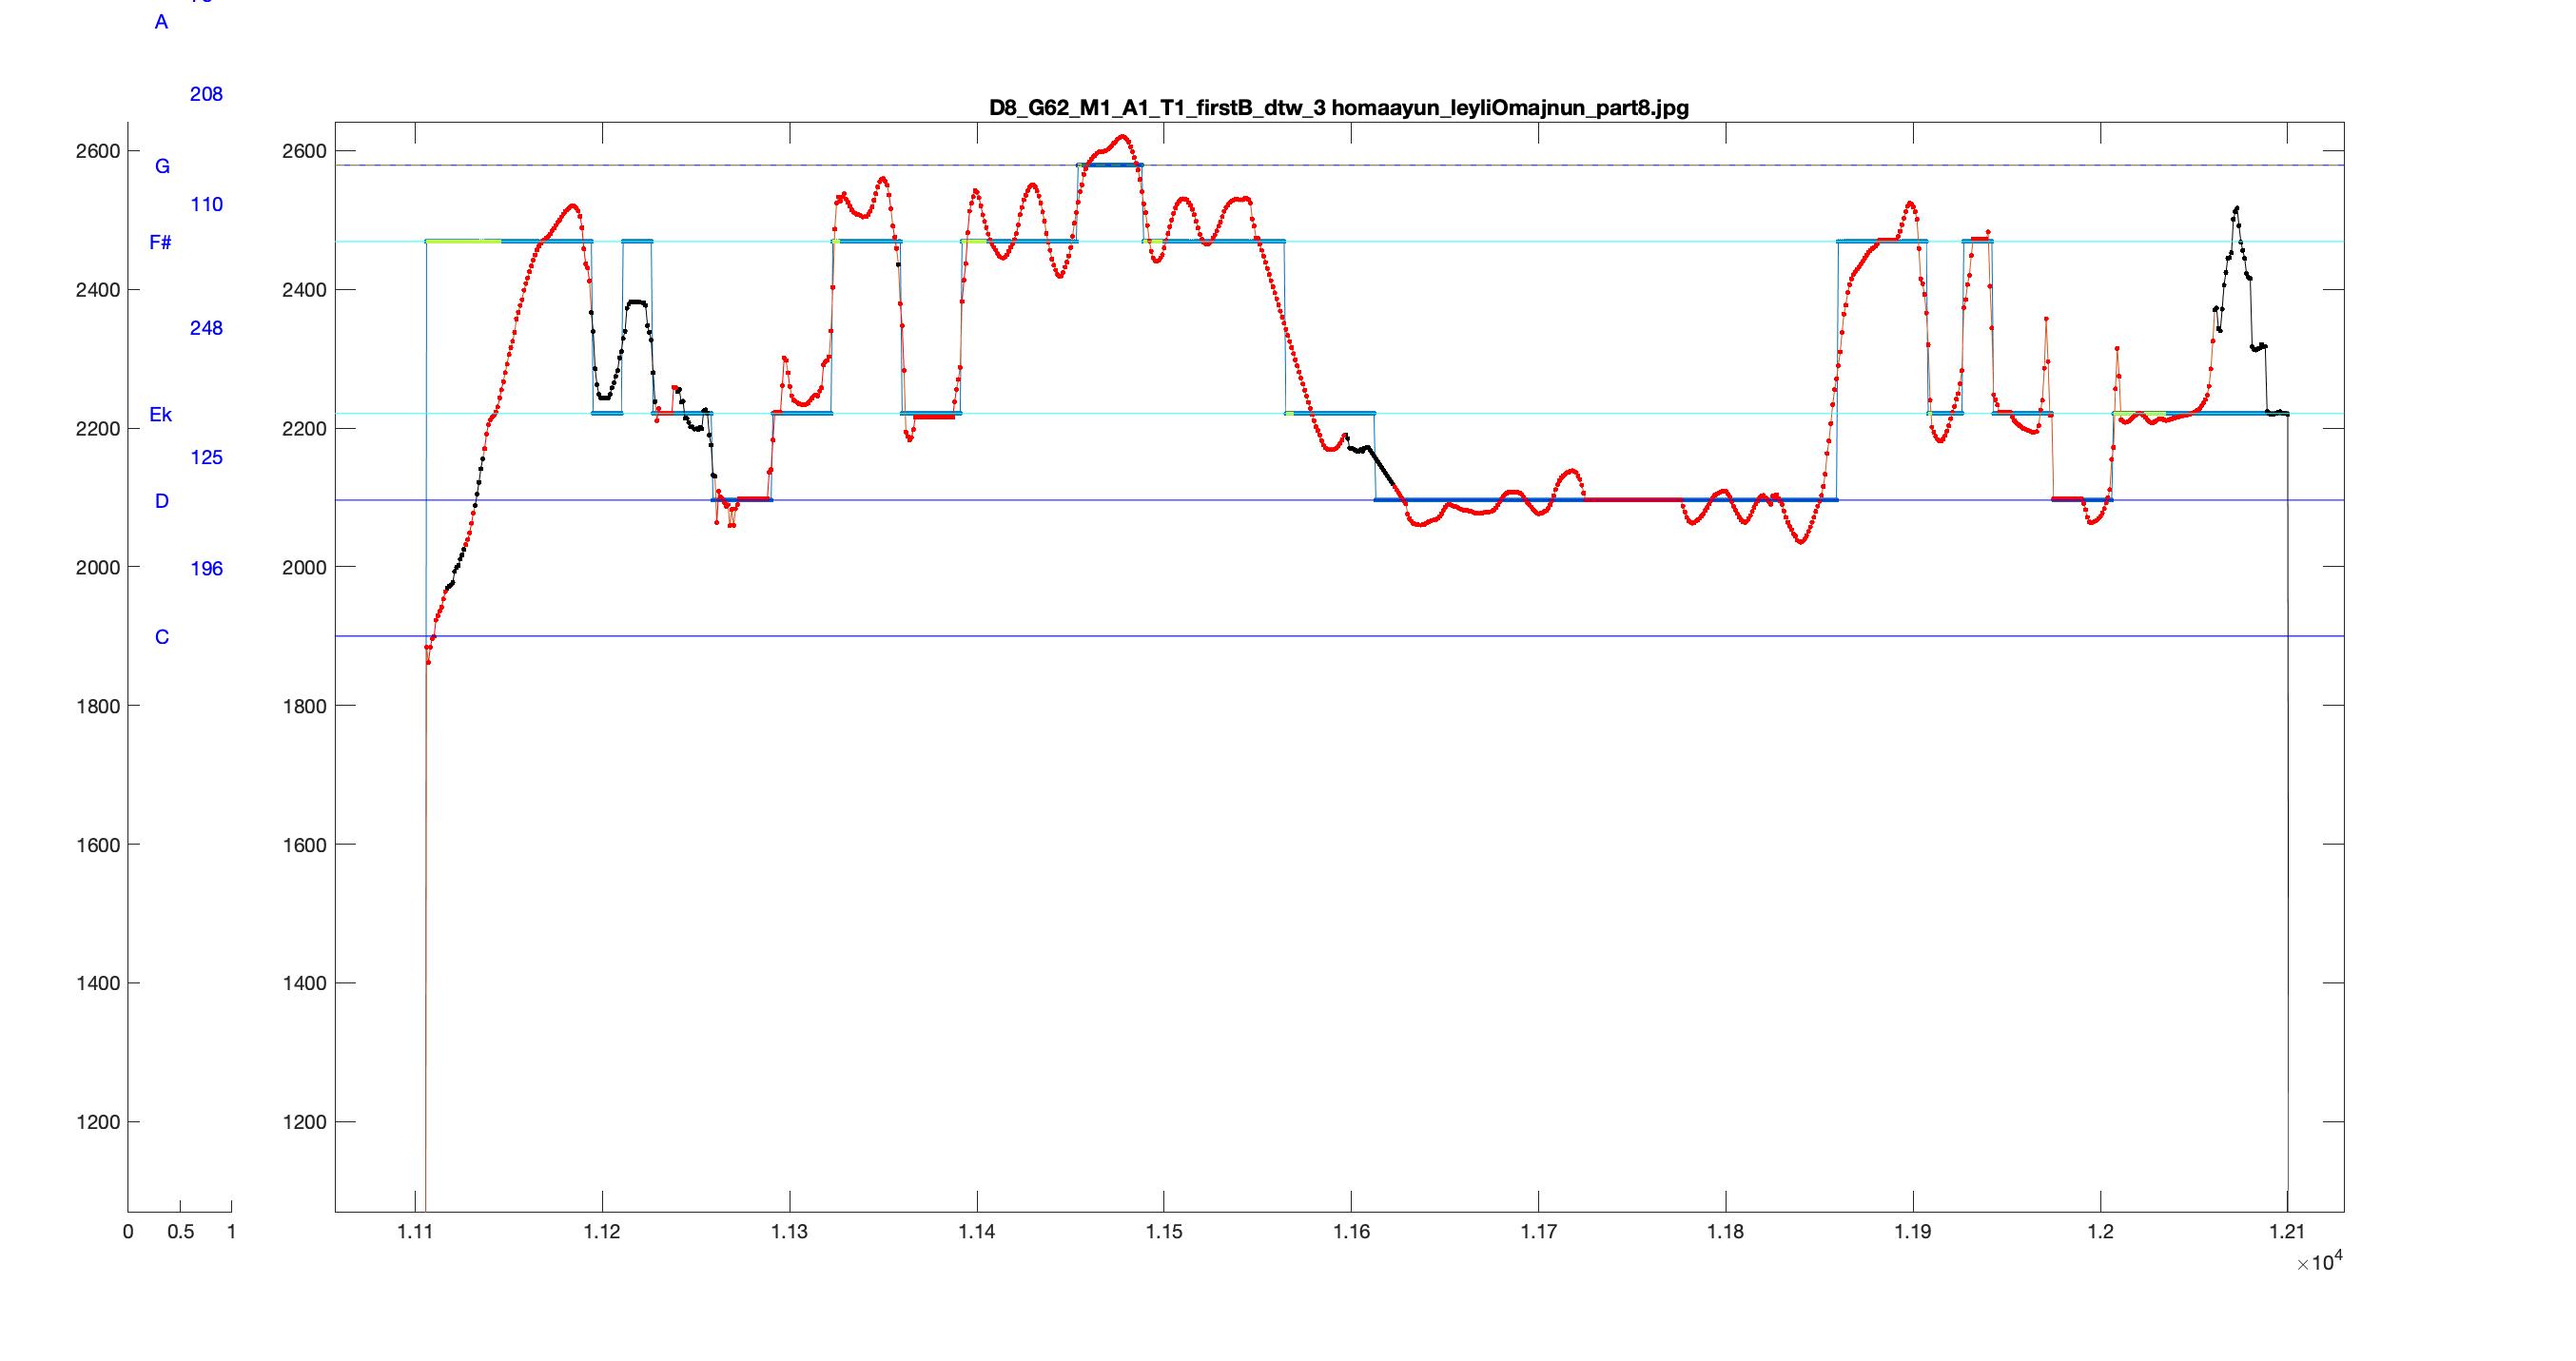 A
208
D8_G62_M1_A1_T1_firstB_dtw_3 homaayun_leyliOmajnun_part8.jpg
2600 G 2600
110
F#
2400 2400
248
Ek
2200 2200
125
D
2000 196 2000
C
1800 1800
1600 1600
1400 1400
1200 1200
0 0.5 1 1.11 1.12 1.13 1.14 1.15 1.16 1.17 1.18 1.19 1.2 1.21
×10⁴